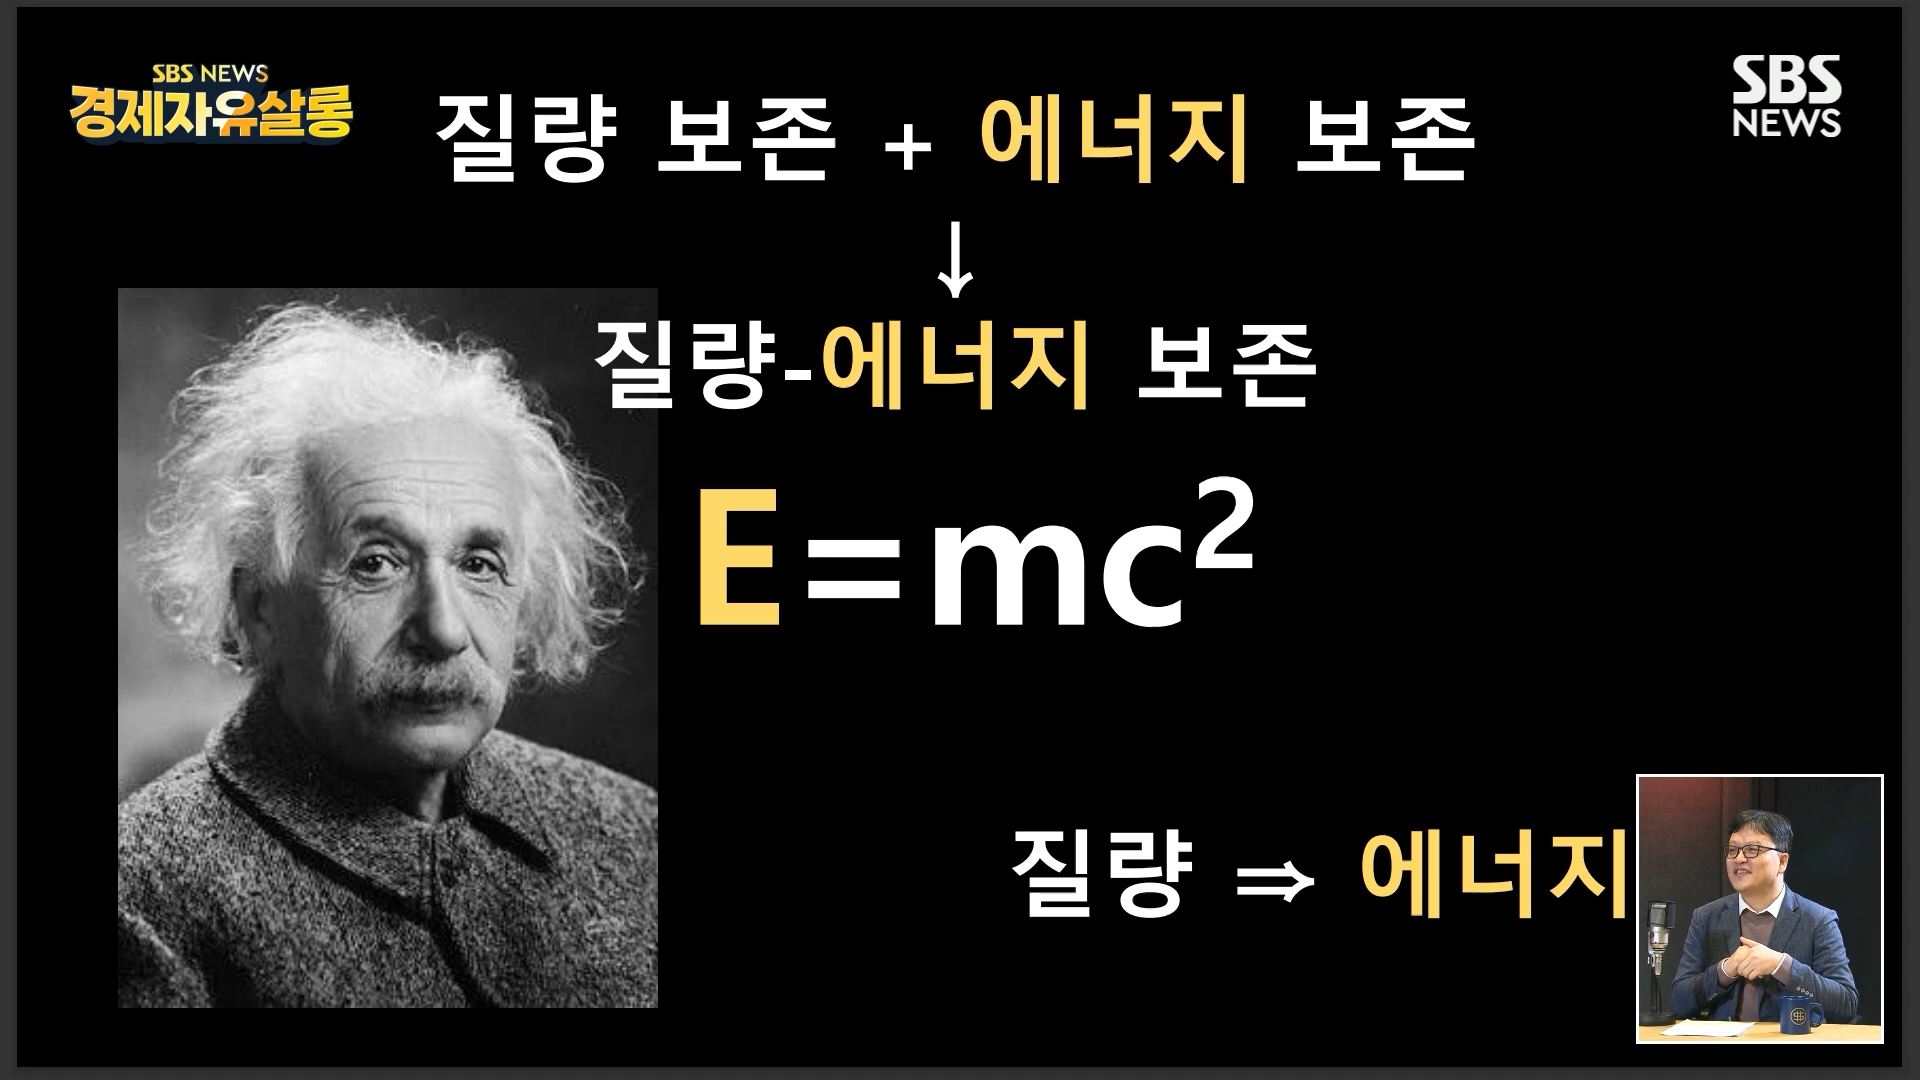 SBS NEWS
경제자유살롱
질량 보존 + 에너지 보존
SBS
NEWS
↓
질량-에너지 보존
E=mc²
질량 ⇒ 에너지